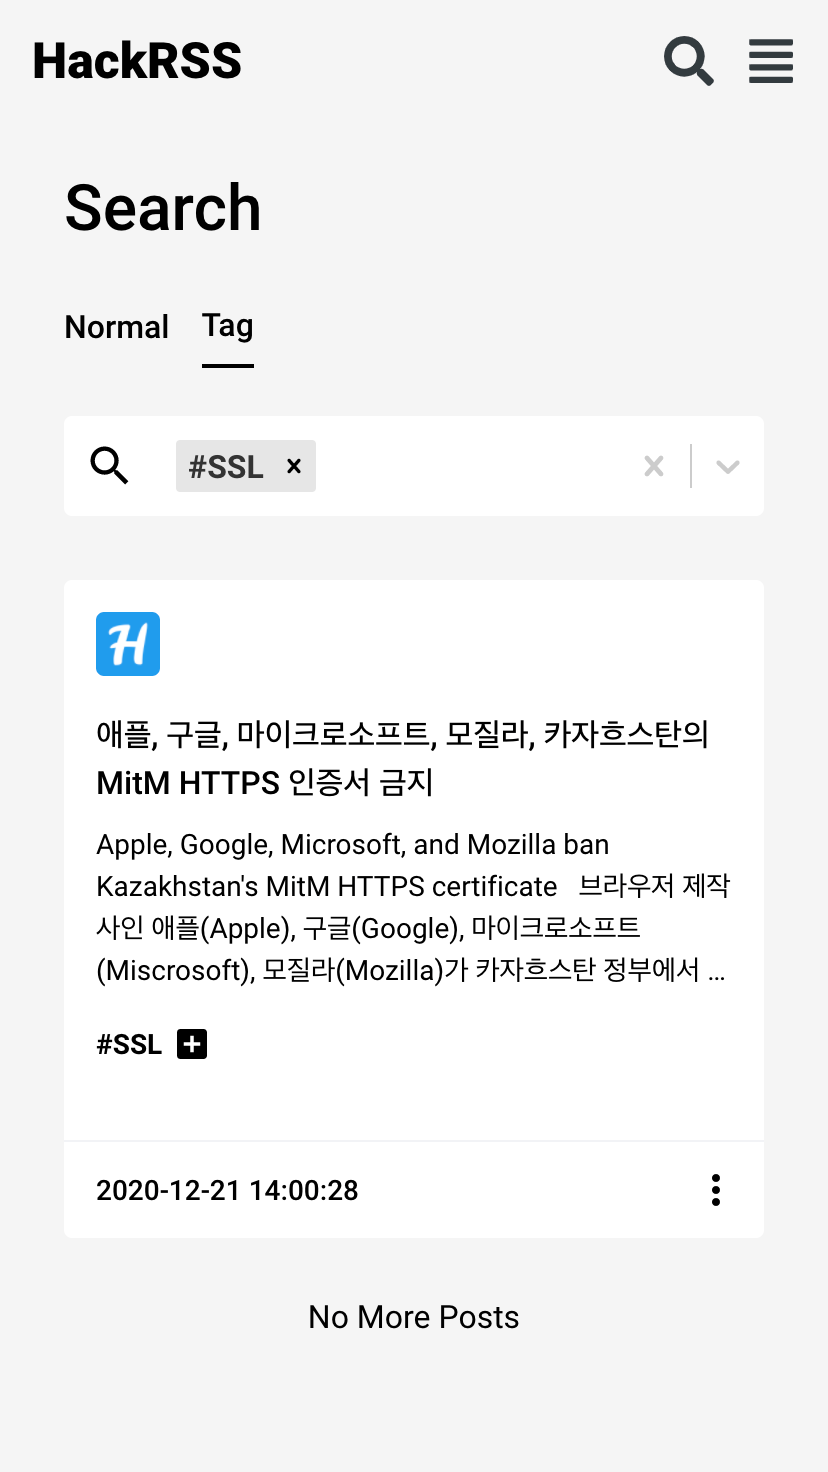 HackRSS
Search
Normal Tag
#SSL
H
애플, 구글, 마이크로소프트, 모질라, 카자흐스탄의
MitM HTTPS 인증서 금지
Apple, Google, Microsoft, and Mozilla ban
Kazakhstan's MitM HTTPS certificate 브라우저 제작
사인 애플(Apple), 구글(Google), 마이크로소프트
(Miscrosoft), 모질라(Mozilla)가 카자흐스탄 정부에서 ...
#SSL
2020-12-21 14:00:28
No More Posts